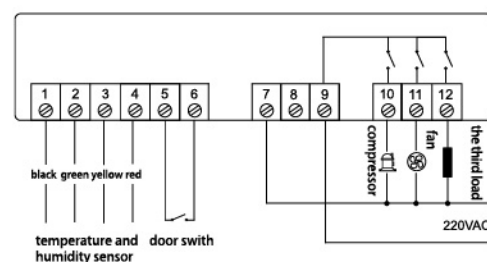 1 2 3 4 5 6 7 8 9 10 11 12
black green yellow red
temperature and
humidity sensor
door swith
compressor
fan
the third load
220VAC